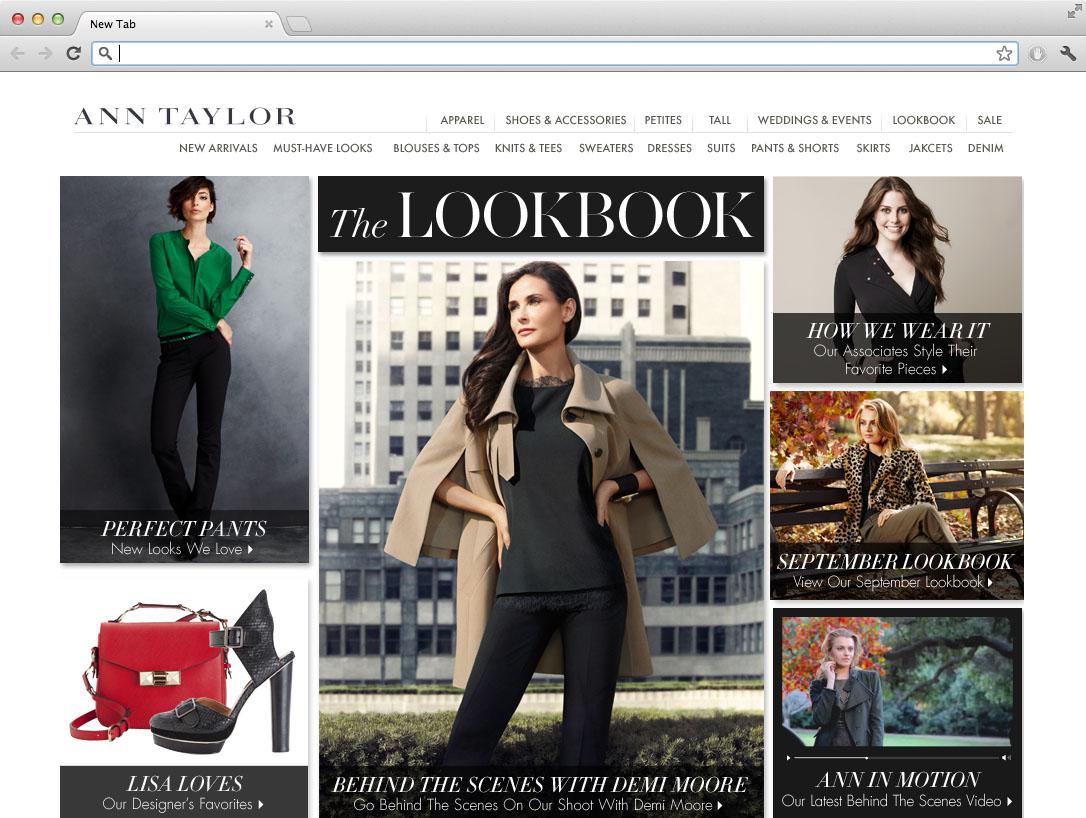 New Tab
ANN TAYLOR
APPAREL SHOES & ACCESSORIES PETITES TALL WEDDINGS & EVENTS LOOKBOOK SALE
NEW ARRIVALS MUST-HAVE LOOKS BLOUSES & TOPS KNITS & TEES SWEATERS DRESSES SUITS PANTS & SHORTS SKIRTS JAKCETS DENIM
PERFECT PANTS
New Looks We Love
LISA LOVES
Our Designer's Favorites
The LOOKBOOK
BEHIND THE SCENES WITH DEMI MOORE
Go Behind The Scenes On Our Shoot With Demi Moore
HOW WE WEAR IT
Our Associates Style Their
Favorite Pieces
SEPTEMBER LOOKBOOK
View Our September Lookbook
ANN IN MOTION
Our Latest Behind The Scenes Video